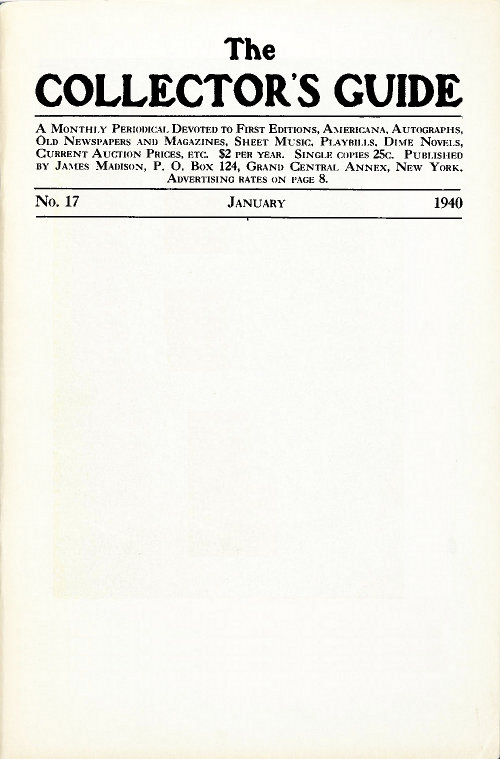 The
COLLECTOR'S GUIDE
A Monthly Periodical Devoted to First Editions, Americana, Autographs,
Old Newspapers and Magazines, Sheet Music, Playbills, Dime Novels,
Current Auction Prices, etc. $2 per year. Single copies 25c. Published
by James Madison, P. O. Box 124, Grand Central Annex, New York.
Advertising rates on page 8.
No. 17 January 1940